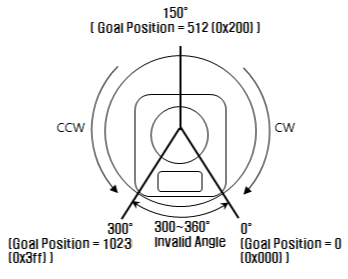 150°
( Goal Position = 512 (0x200) )
CCW
CW
300°
(Goal Position = 1023
(0x3ff) )
300~360°
Invalid Angle
0°
(Goal Position = 0
(0x000) )